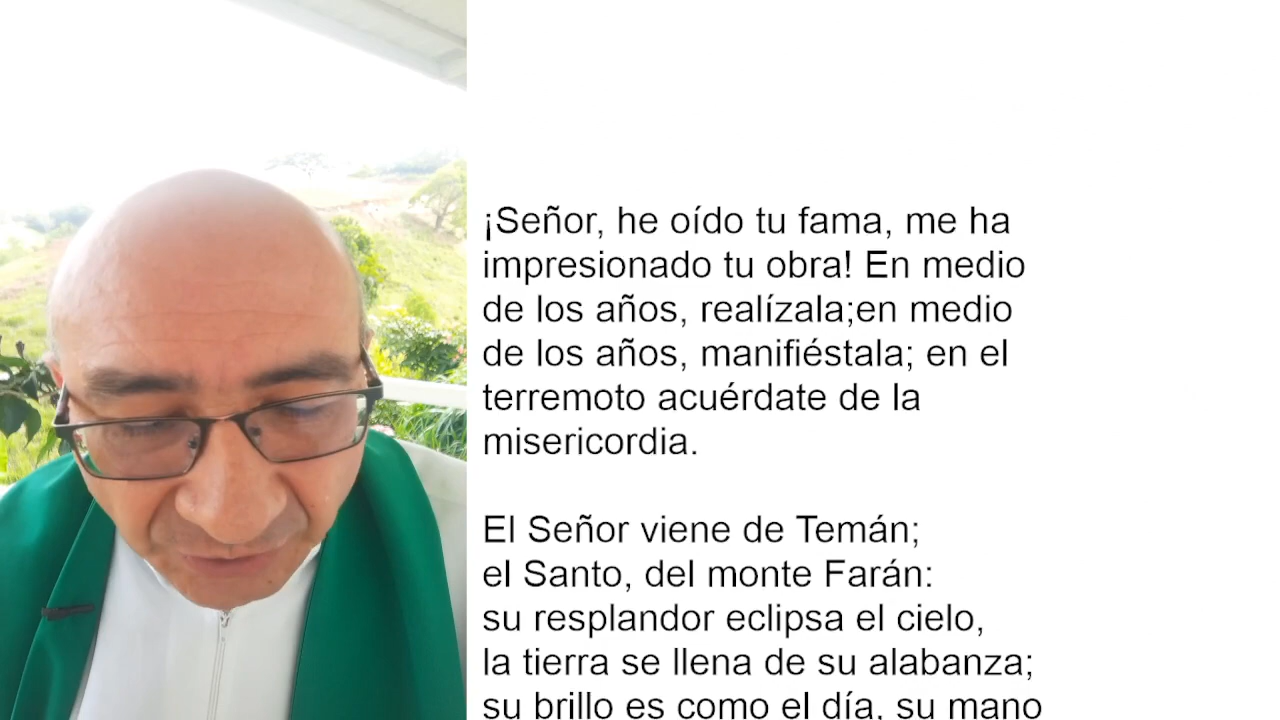 ¡Señor, he oído tu fama, me ha
impresionado tu obra! En medio
de los años, realízala;en medio
de los años, manifiéstala; en el
terremoto acuérdate de la
misericordia.
El Señor viene de Temán;
el Santo, del monte Farán:
su resplandor eclipsa el cielo,
la tierra se llena de su alabanza;
su brillo es como el día, su mano